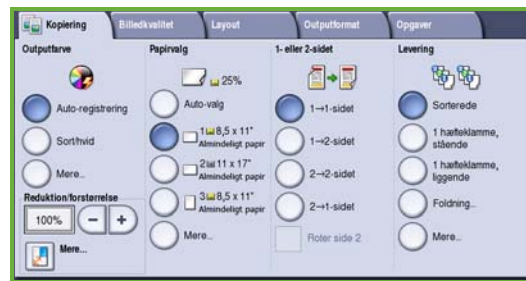 Kopiering
Billedkvalitet
Layout
Outputformat
Opgaver
Outputfarve
Auto-registrering
Sort/hvid
Mere...
Reduktion/forstørrelse
100%
Mere...
Papirvalg
25%
Auto-valg
1 8,5 x 11"
Almindeligt papir
2 11 x 17"
Almindeligt papir
3 8,5 x 11"
Almindeligt papir
Mere...
1- eller 2-sidet
1→1-sidet
1→2-sidet
2→2-sidet
2→1-sidet
Roter side 2
Levering
Sorterede
1 hæfteklamme,
stående
1 hæfteklamme,
liggende
Foldning...
Mere...